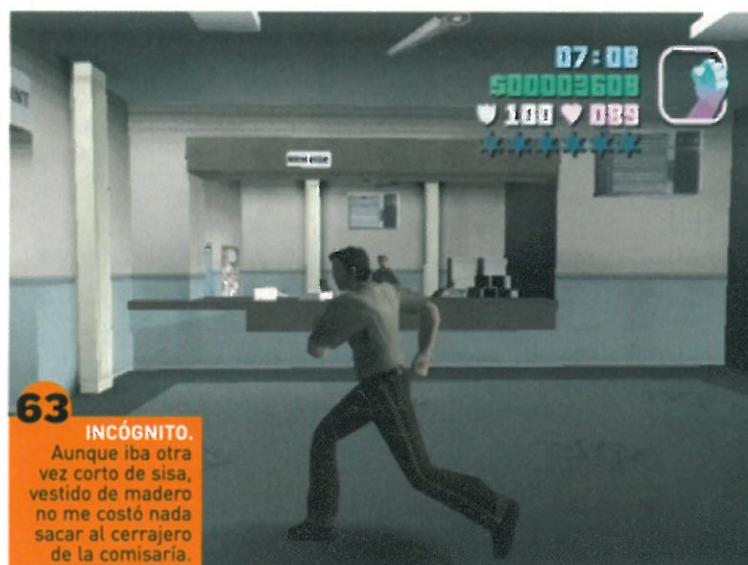 07:08
$00003608
100 089
63
INCÓGNITO.
Aunque iba otra
vez corto de sisa,
vestido de madero
no me costó nada
sacar al cerrajero
de la comisaría.